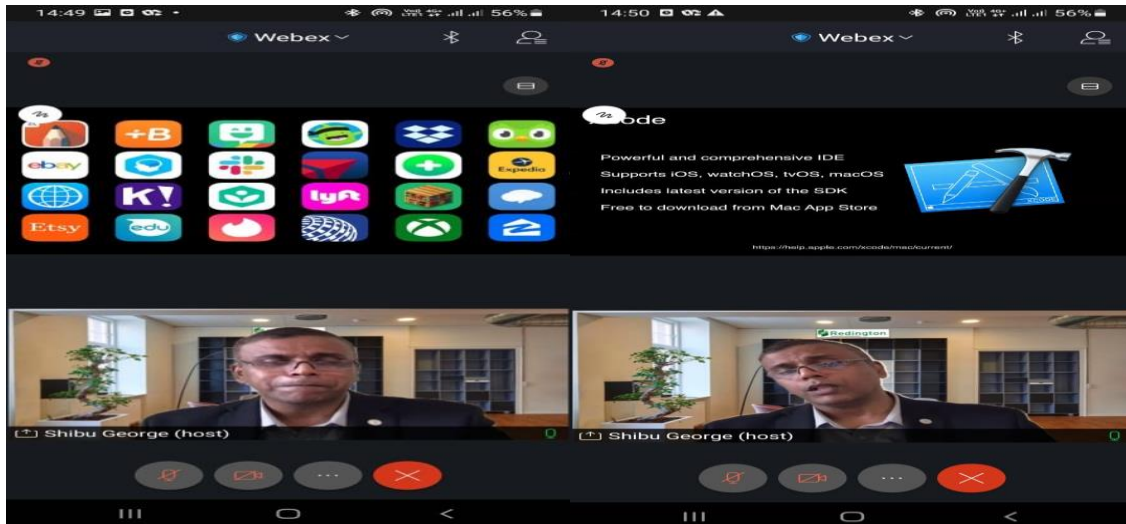 14:49
56%
Webex
+B
ebay
Expedia
K!
lyft
Etsy
edu
Shibu George (host)
14:50
56%
Webex
Powerful and comprehensive IDE
Supports iOS, watchOS, tvOS, macOS
Includes latest version of the SDK
Free to download from Mac App Store
XCODE
https://help.apple.com/xcode/mac/current/
Redington
Shibu George (host)